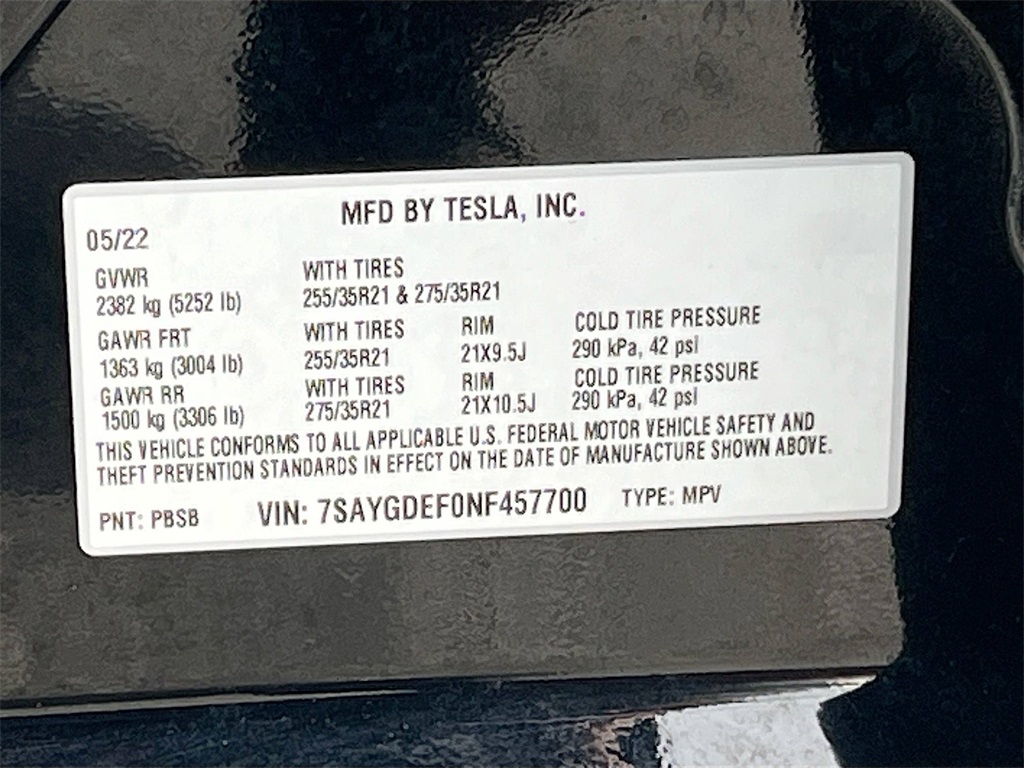 MFD BY TESLA, INC.
05/22
GVWR WITH TIRES
2382 kg (5252 lb) 255/35R21 & 275/35R21
GAWR FRT WITH TIRES RIM COLD TIRE PRESSURE
1363 kg (3004 lb) 255/35R21 21X9.5J 290 kPa, 42 psi
GAWR RR WITH TIRES RIM COLD TIRE PRESSURE
1500 kg (3306 lb) 275/35R21 21X10.5J 290 kPa, 42 psi
THIS VEHICLE CONFORMS TO ALL APPLICABLE U.S. FEDERAL MOTOR VEHICLE SAFETY AND
THEFT PREVENTION STANDARDS IN EFFECT ON THE DATE OF MANUFACTURE SHOWN ABOVE.
PNT: PBSB VIN: 7SAYGDEF0NF457700 TYPE: MPV